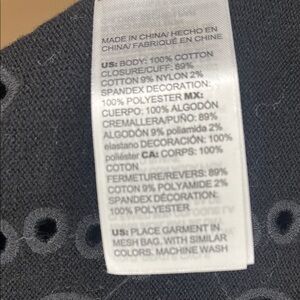 MADE IN CHINA/ HECHO EN
CHINA/ FABRIQUÉ EN CHINE
US: BODY: 100% COTTON
CLOSURE/CUFF: 89%
COTTON 9% NYLON 2%
SPANDEX DECORATION:
100% POLYESTER MX:
CUERPO: 100% ALGODÓN
CREMALLERA/PUÑO: 89%
ALGODÓN 9% poliamida 2%
elastano DECORACIÓN: 100%
poliéster CA: CORPS: 100%
COTON
FERMETURE/REVERS: 89%
COTON 9% POLYAMIDE 2%
SPANDEX DÉCORATION:
100% POLYESTER
US: PLACE GARMENT IN
MESH BAG. WITH SIMILAR
COLORS. MACHINE WASH